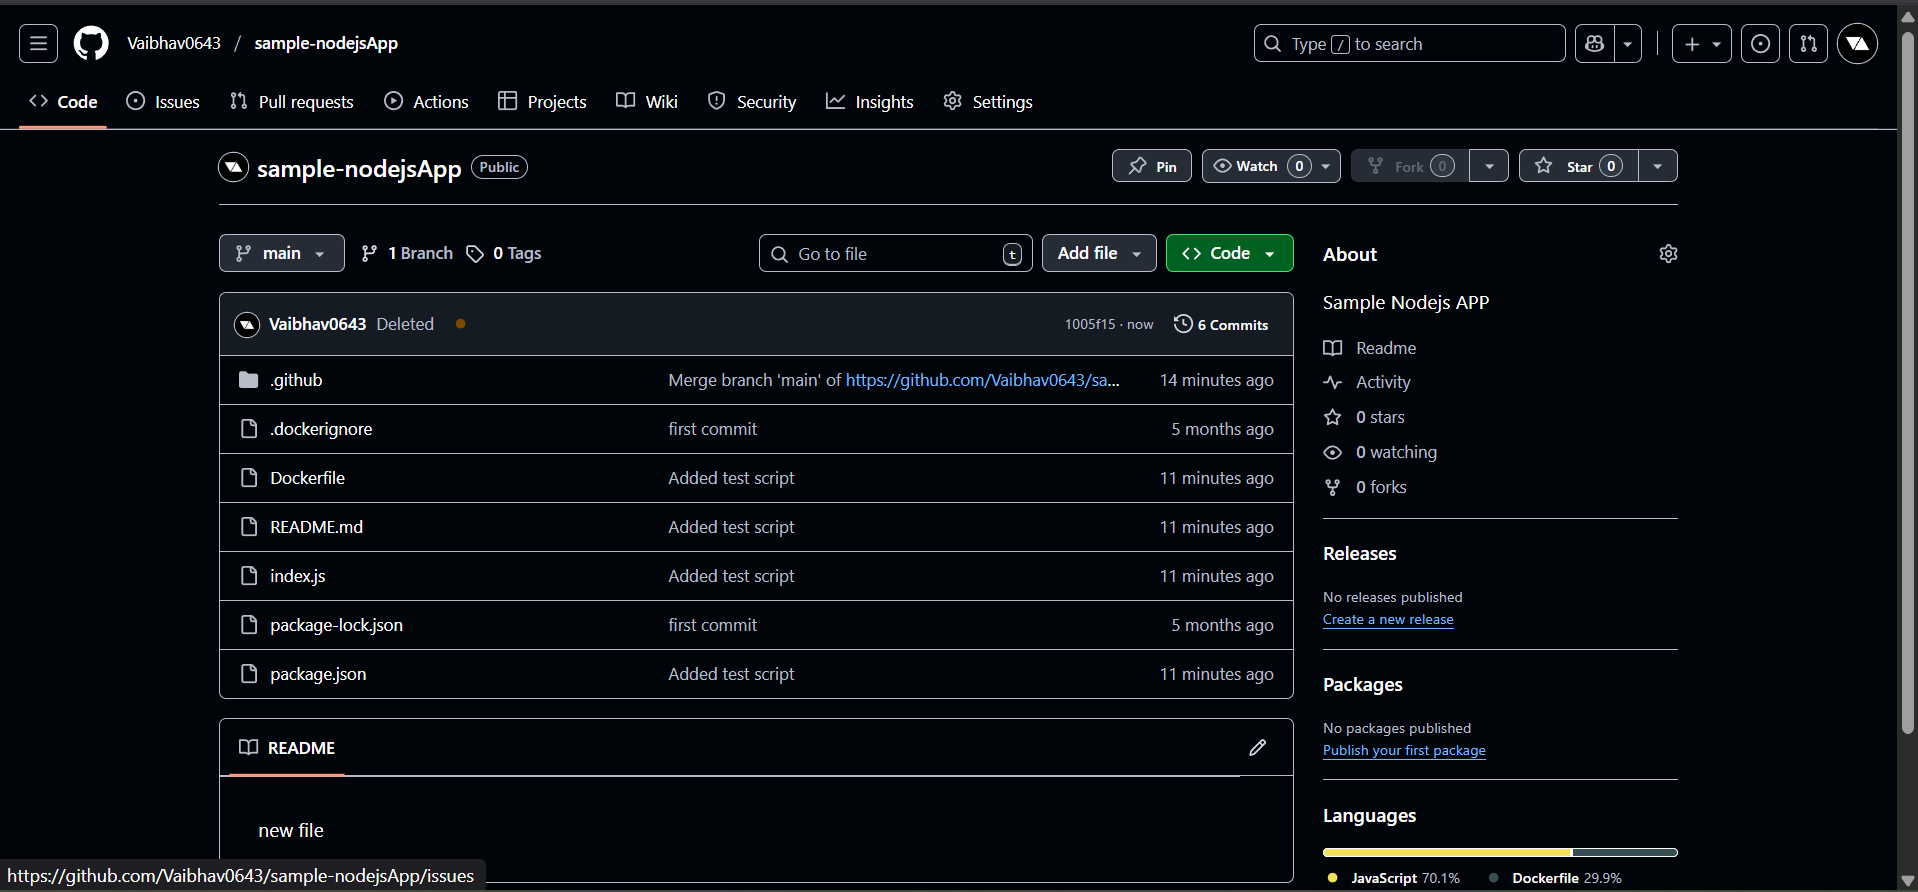 Vaibhav0643 / sample-nodejsApp
Type / to search
Code Issues Pull requests Actions Projects Wiki Security Insights Settings
sample-nodejsApp Public
Pin Watch 0 Fork 0 Star 0
main 1 Branch 0 Tags Go to file t Add file Code
Vaibhav0643 Deleted 1005f15 · now 6 Commits
.github Merge branch 'main' of https://github.com/Vaibhav0643/sa... 14 minutes ago
.dockerignore first commit 5 months ago
Dockerfile Added test script 11 minutes ago
README.md Added test script 11 minutes ago
index.js Added test script 11 minutes ago
package-lock.json first commit 5 months ago
package.json Added test script 11 minutes ago
README
new file
About
Sample Nodejs APP
Readme
Activity
0 stars
0 watching
0 forks
Releases
No releases published
Create a new release
Packages
No packages published
Publish your first package
Languages
JavaScript 70.1% Dockerfile 29.9%
https://github.com/Vaibhav0643/sample-nodejsApp/issues